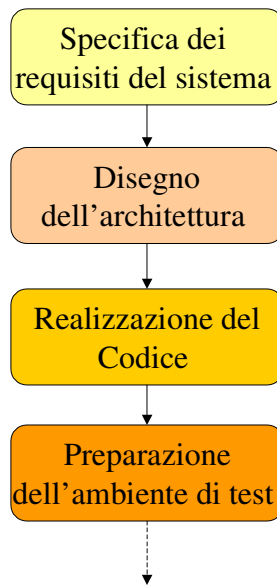 Specifica dei
requisiti del sistema
Disegno
dell'architettura
Realizzazione del
Codice
Preparazione
dell'ambiente di test